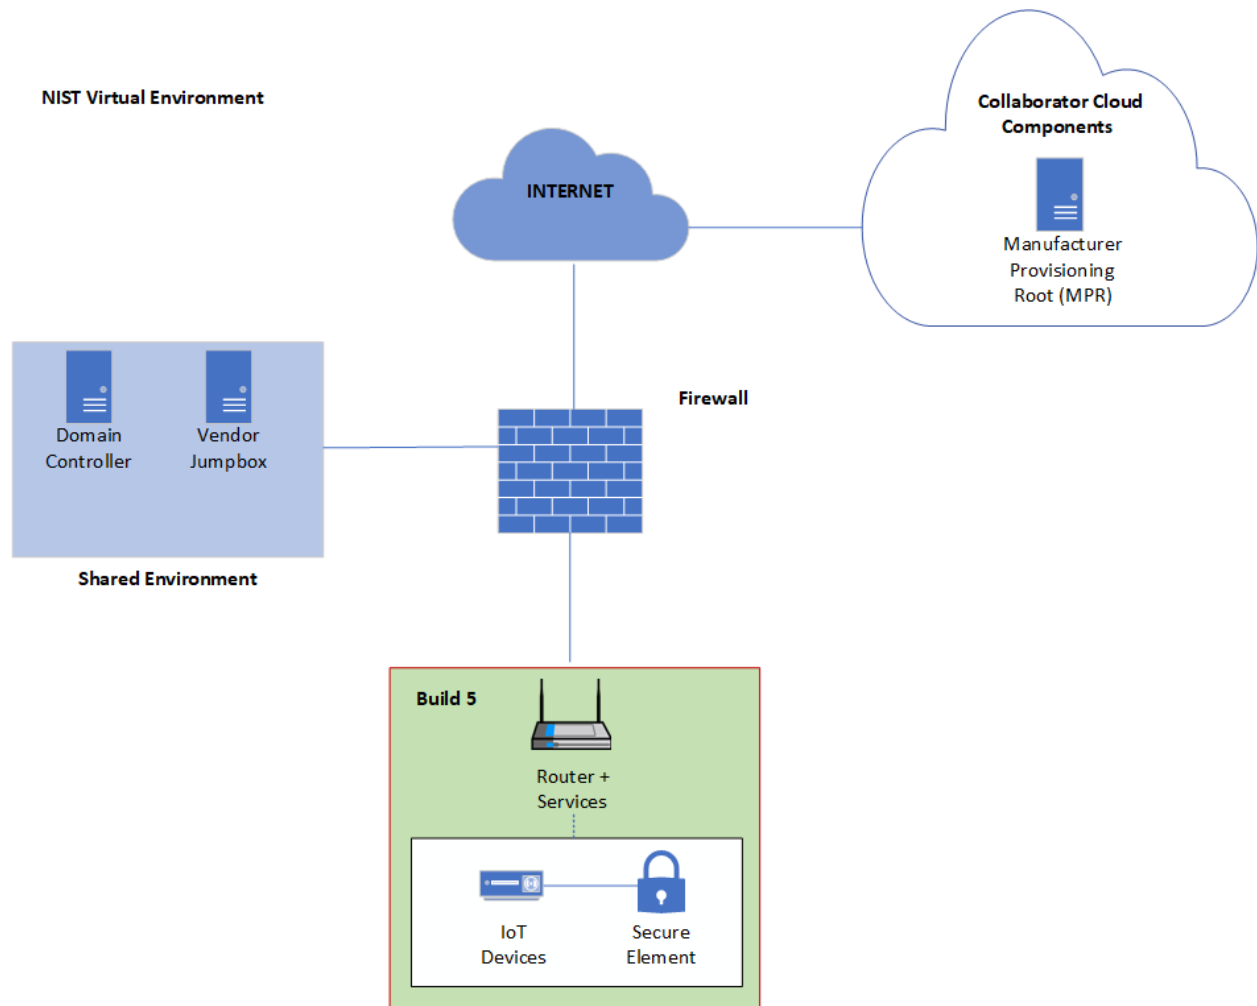 NIST Virtual Environment
Collaborator Cloud
Components
INTERNET
Manufacturer
Provisioning
Root (MPR)
Firewall
Domain
Controller
Vendor
Jumpbox
Shared Environment
Build 5
Router +
Services
IoT
Devices
Secure
Element